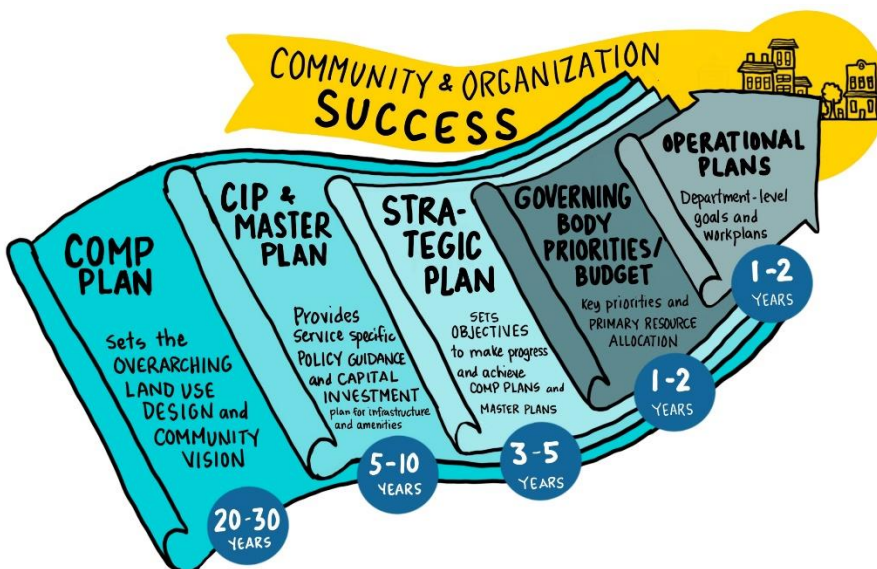 COMMUNITY & ORGANIZATION
SUCCESS
COMP
PLAN
Sets the
OVERARCHING
LAND USE
DESIGN and
COMMUNITY
VISION
20-30
YEARS
CIP &
MASTER
PLAN
Provides
Service specific
POLICY GUIDANCE
and CAPITAL
INVESTMENT
plan for infrastructure
and amenities
5-10
YEARS
STRA-
TEGIC
PLAN
SETS
OBJECTIVES
to make progress
and achieve
COMP PLANS and
MASTER PLANS
3-5
YEARS
GOVERNING
BODY
PRIORITIES/
BUDGET
Key priorities and
PRIMARY RESOURCE
ALLOCATION
1-2
YEARS
OPERATIONAL
PLANS
Department-level
goals and
workplans
1-2
YEARS